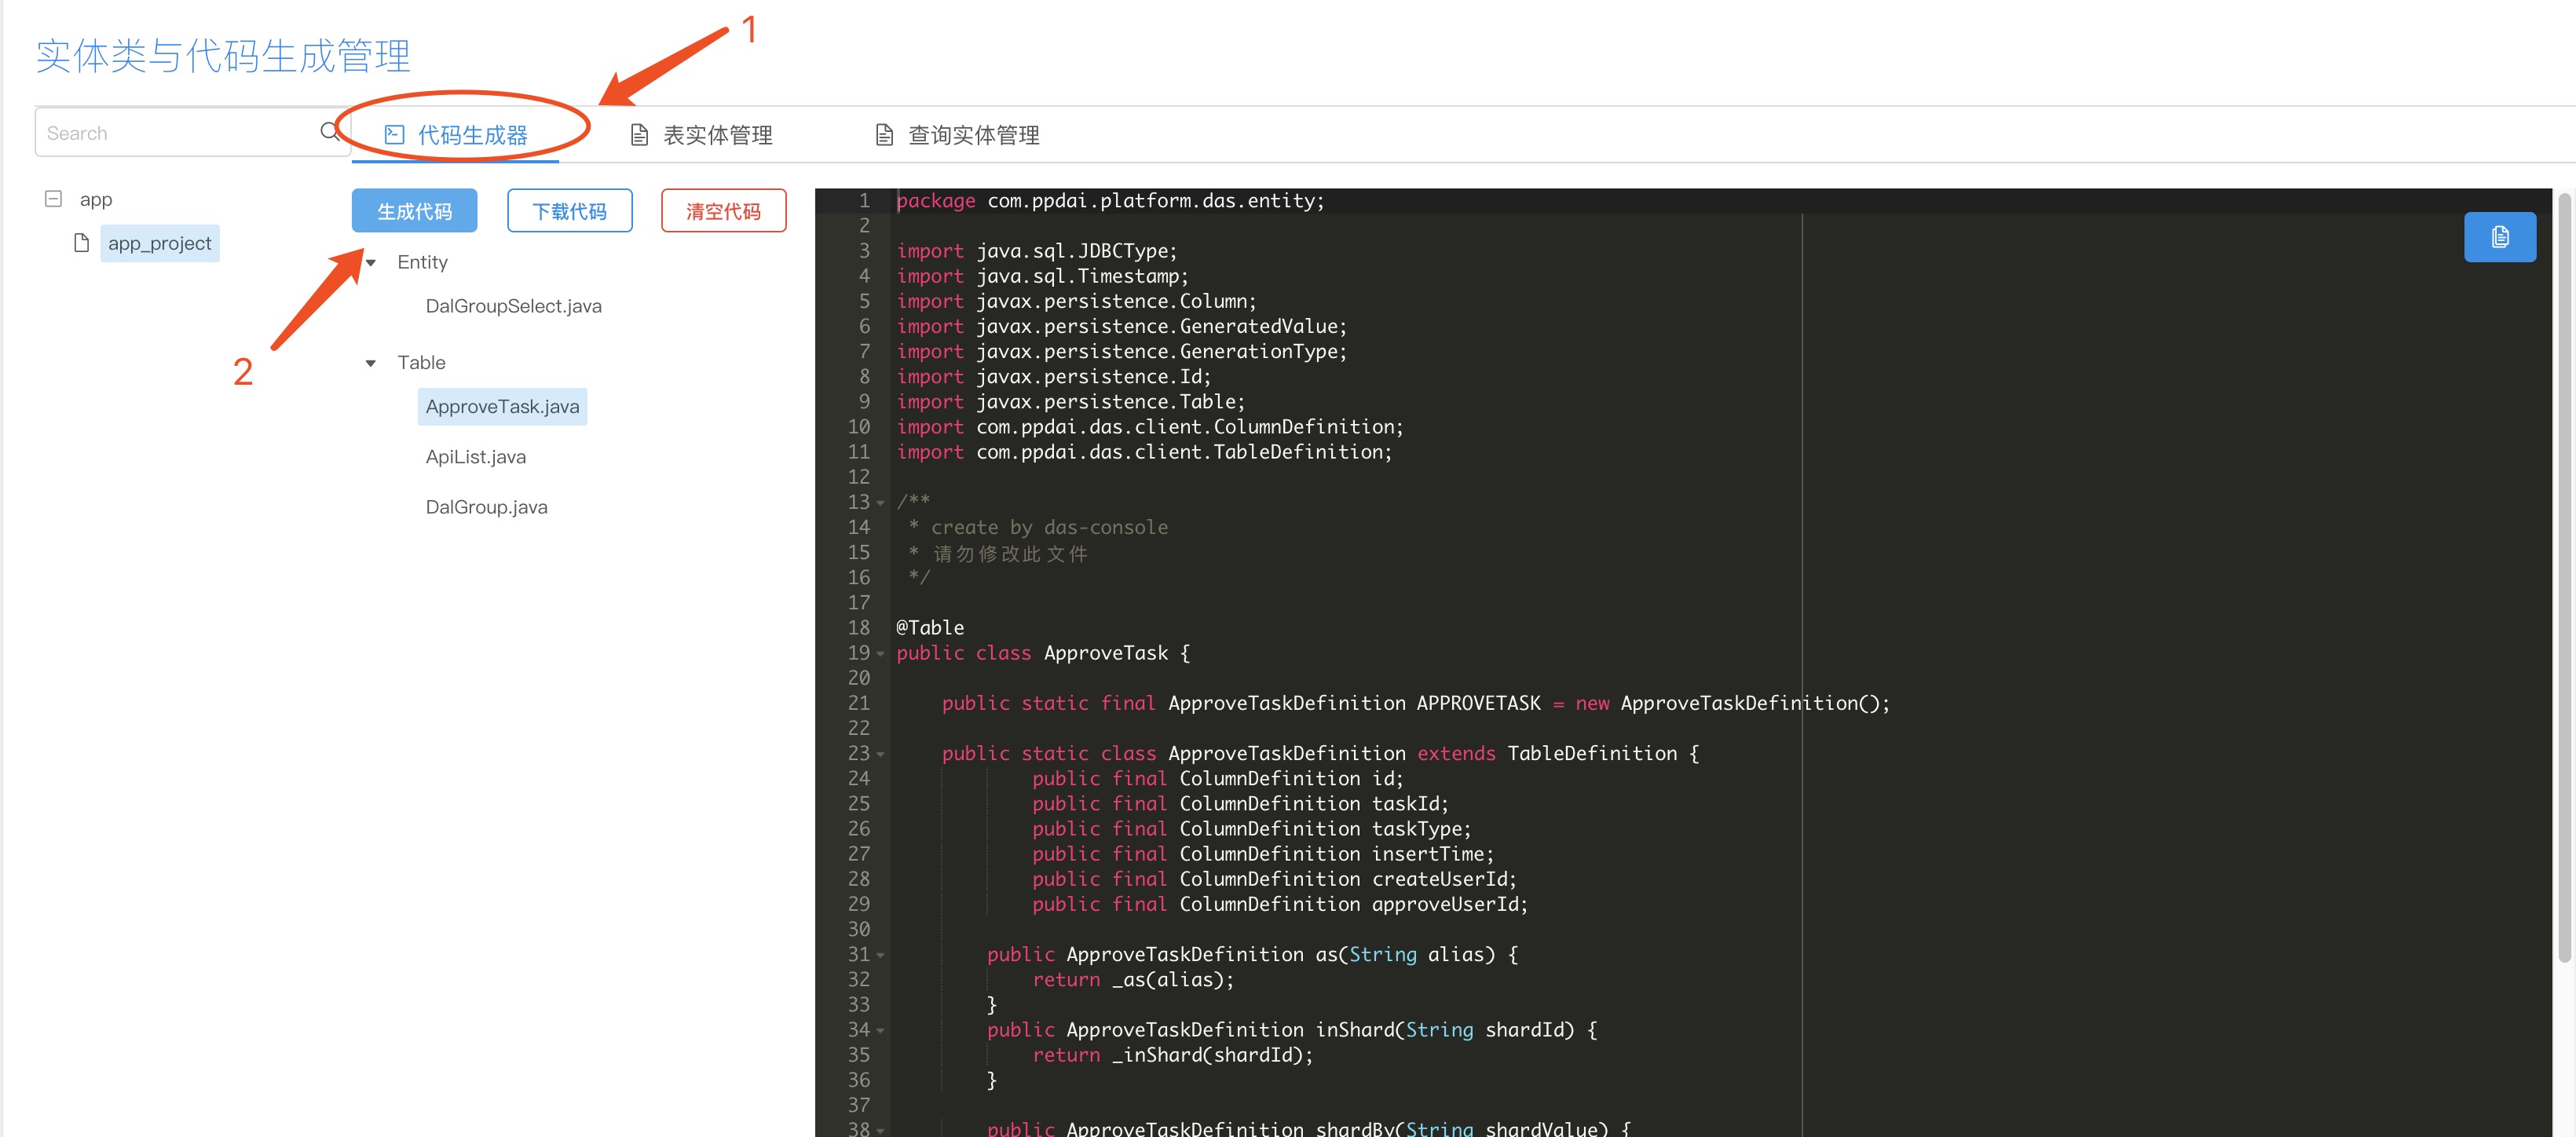 1
实体类与代码生成管理
Search
代码生成器
表实体管理
查询实体管理
app
app_project
生成代码
下载代码
清空代码
2
Entity
DalGroupSelect.java
Table
ApproveTask.java
ApiList.java
DalGroup.java
1 package com.ppdai.platform.das.entity;
2
3 import java.sql.JDBCType;
4 import java.sql.Timestamp;
5 import javax.persistence.Column;
6 import javax.persistence.GeneratedValue;
7 import javax.persistence.GenerationType;
8 import javax.persistence.Id;
9 import javax.persistence.Table;
10 import com.ppdai.das.client.ColumnDefinition;
11 import com.ppdai.das.client.TableDefinition;
12
13 /**
14 * create by das-console
15 * 请勿修改此文件
16 */
17
18 @Table
19 public class ApproveTask {
20
21 public static final ApproveTaskDefinition APPROVETASK = new ApproveTaskDefinition();
22
23 public static class ApproveTaskDefinition extends TableDefinition {
24 public final ColumnDefinition id;
25 public final ColumnDefinition taskId;
26 public final ColumnDefinition taskType;
27 public final ColumnDefinition insertTime;
28 public final ColumnDefinition createUserId;
29 public final ColumnDefinition approveUserId;
30
31 public ApproveTaskDefinition as(String alias) {
32 return _as(alias);
33 }
34 public ApproveTaskDefinition inShard(String shardId) {
35 return _inShard(shardId);
36 }
37
38 public ApproveTaskDefinition shardBy(String shardValue) {